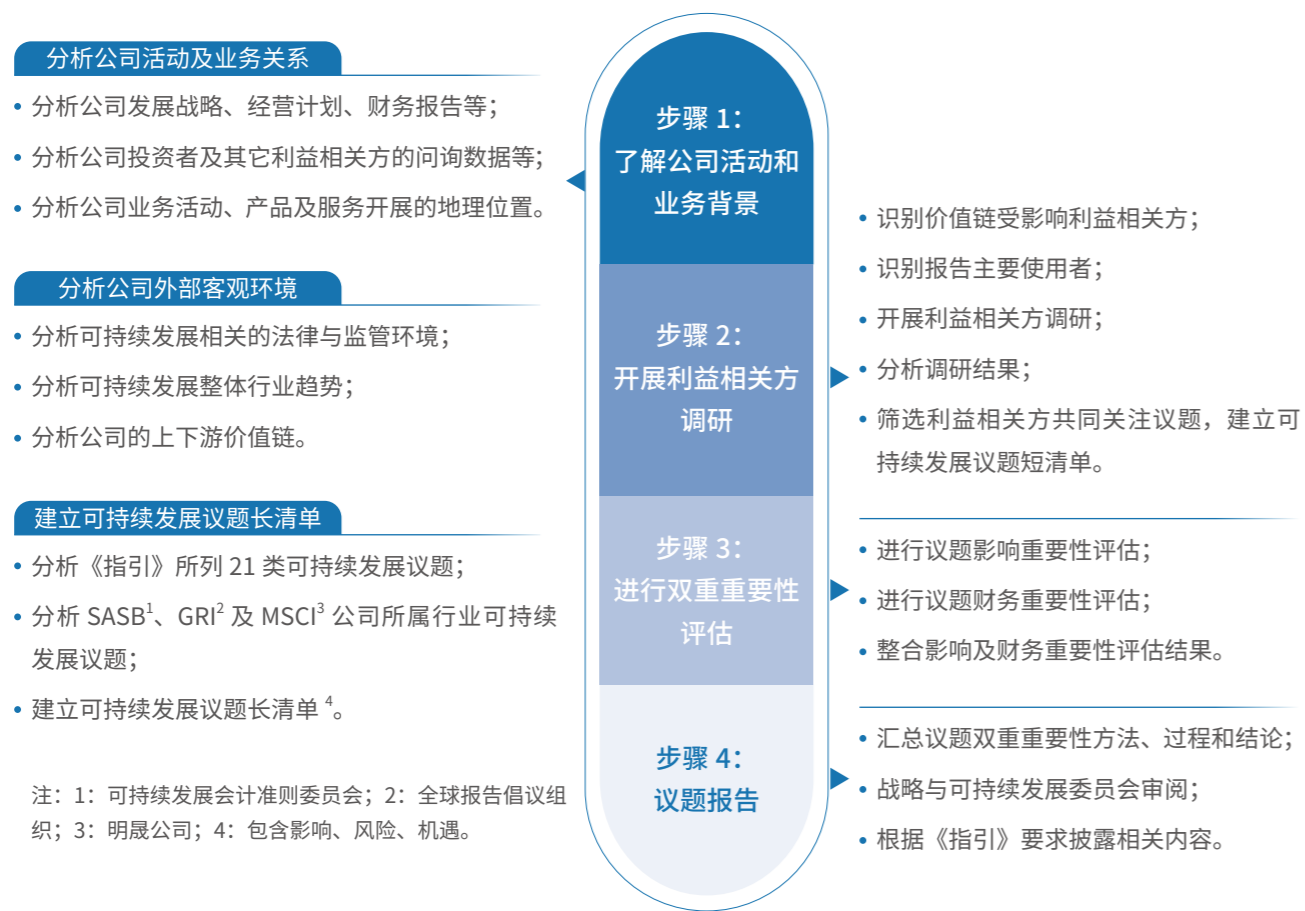 分析公司活动及业务关系
• 分析公司发展战略、经营计划、财务报告等；
• 分析公司投资者及其它利益相关方的问询数据等；
• 分析公司业务活动、产品及服务开展的地理位置。
分析公司外部客观环境
• 分析可持续发展相关的法律与监管环境；
• 分析可持续发展整体行业趋势；
• 分析公司的上下游价值链。
建立可持续发展议题长清单
• 分析《指引》所列 21 类可持续发展议题；
• 分析 SASB¹、GRI² 及 MSCI³ 公司所属行业可持续
发展议题；
• 建立可持续发展议题长清单 ⁴。
注：1：可持续发展会计准则委员会；2：全球报告倡议组
织；3：明晟公司；4：包含影响、风险、机遇。
步骤 1：
了解公司活动和
业务背景
步骤 2：
开展利益相关方
调研
• 识别价值链受影响利益相关方；
• 识别报告主要使用者；
• 开展利益相关方调研；
• 分析调研结果；
• 筛选利益相关方共同关注议题，建立可
持续发展议题短清单。
步骤 3：
进行双重重要性
评估
• 进行议题影响重要性评估；
• 进行议题财务重要性评估；
• 整合影响及财务重要性评估结果。
步骤 4：
议题报告
• 汇总议题双重重要性方法、过程和结论；
• 战略与可持续发展委员会审阅；
• 根据《指引》要求披露相关内容。